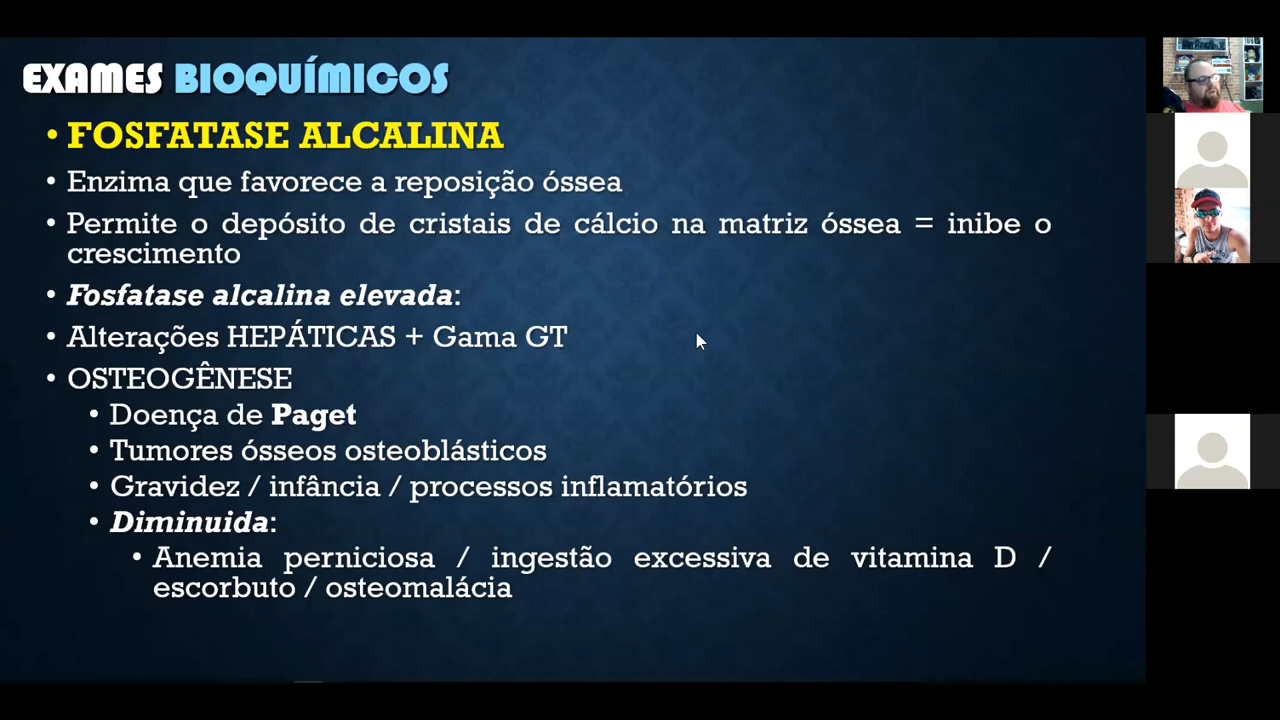 EXAMES BIOQUÍMICOS
• FOSFATASE ALCALINA
• Enzima que favorece a reposição óssea
• Permite o depósito de cristais de cálcio na matriz óssea = inibe o
crescimento
• Fosfatase alcalina elevada:
• Alterações HEPÁTICAS + Gama GT
• OSTEOGÊNESE
• Doença de Paget
• Tumores ósseos osteoblásticos
• Gravidez / infância / processos inflamatórios
• Diminuida:
• Anemia perniciosa / ingestão excessiva de vitamina D /
escorbuto / osteomalácia